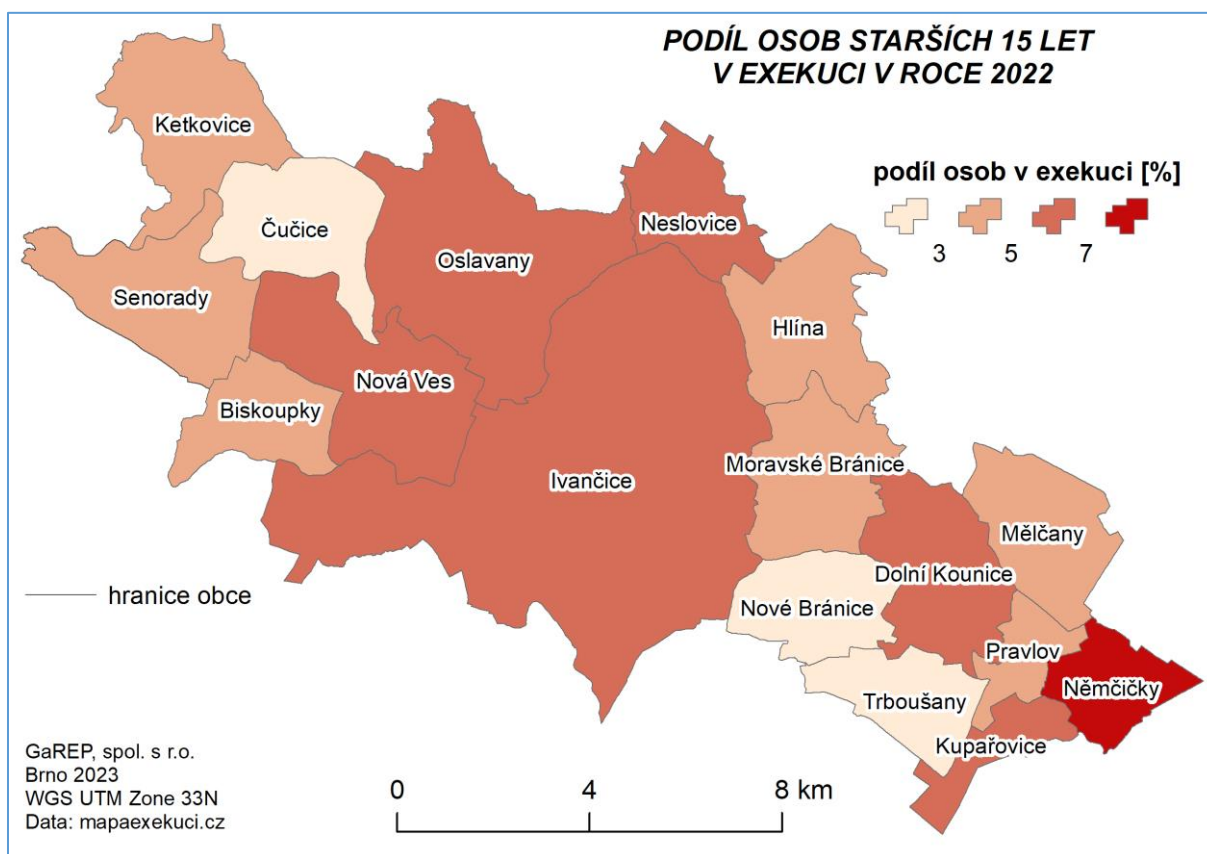 PODÍL OSOB STARŠÍCH 15 LET
V EXEKUCI V ROCE 2022
podíl osob v exekuci [%]
3 5 7
Ketkovice
Čučice
Neslovice
Oslavany
Senorady
Hlína
Nová Ves
Biskoupky
Moravské Bránice
Ivančice
Mělčany
Dolní Kounice
hranice obce
Nové Bránice
Pravlov
Němčičky
Trboušany
Kupařovice
GaREP, spol. s r.o.
Brno 2023
WGS UTM Zone 33N
Data: mapaexekuci.cz
0 4 8 km